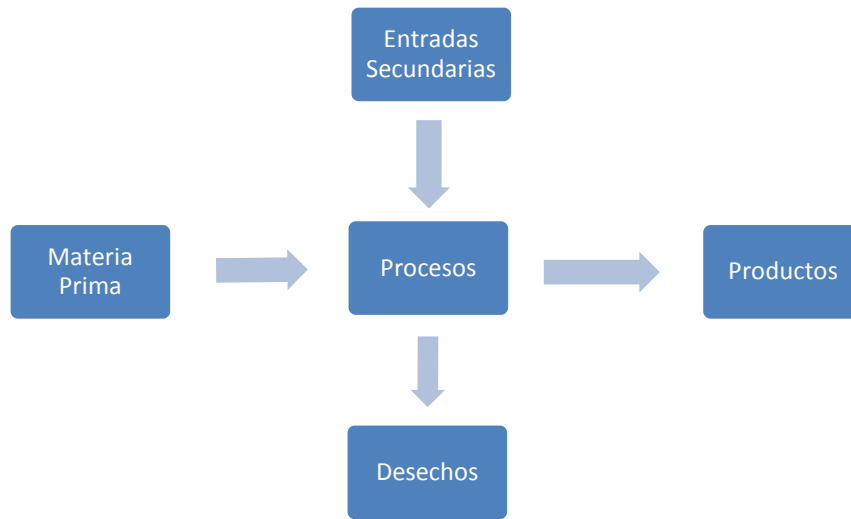 Entradas
Secundarias
Materia
Prima
Procesos
Productos
Desechos